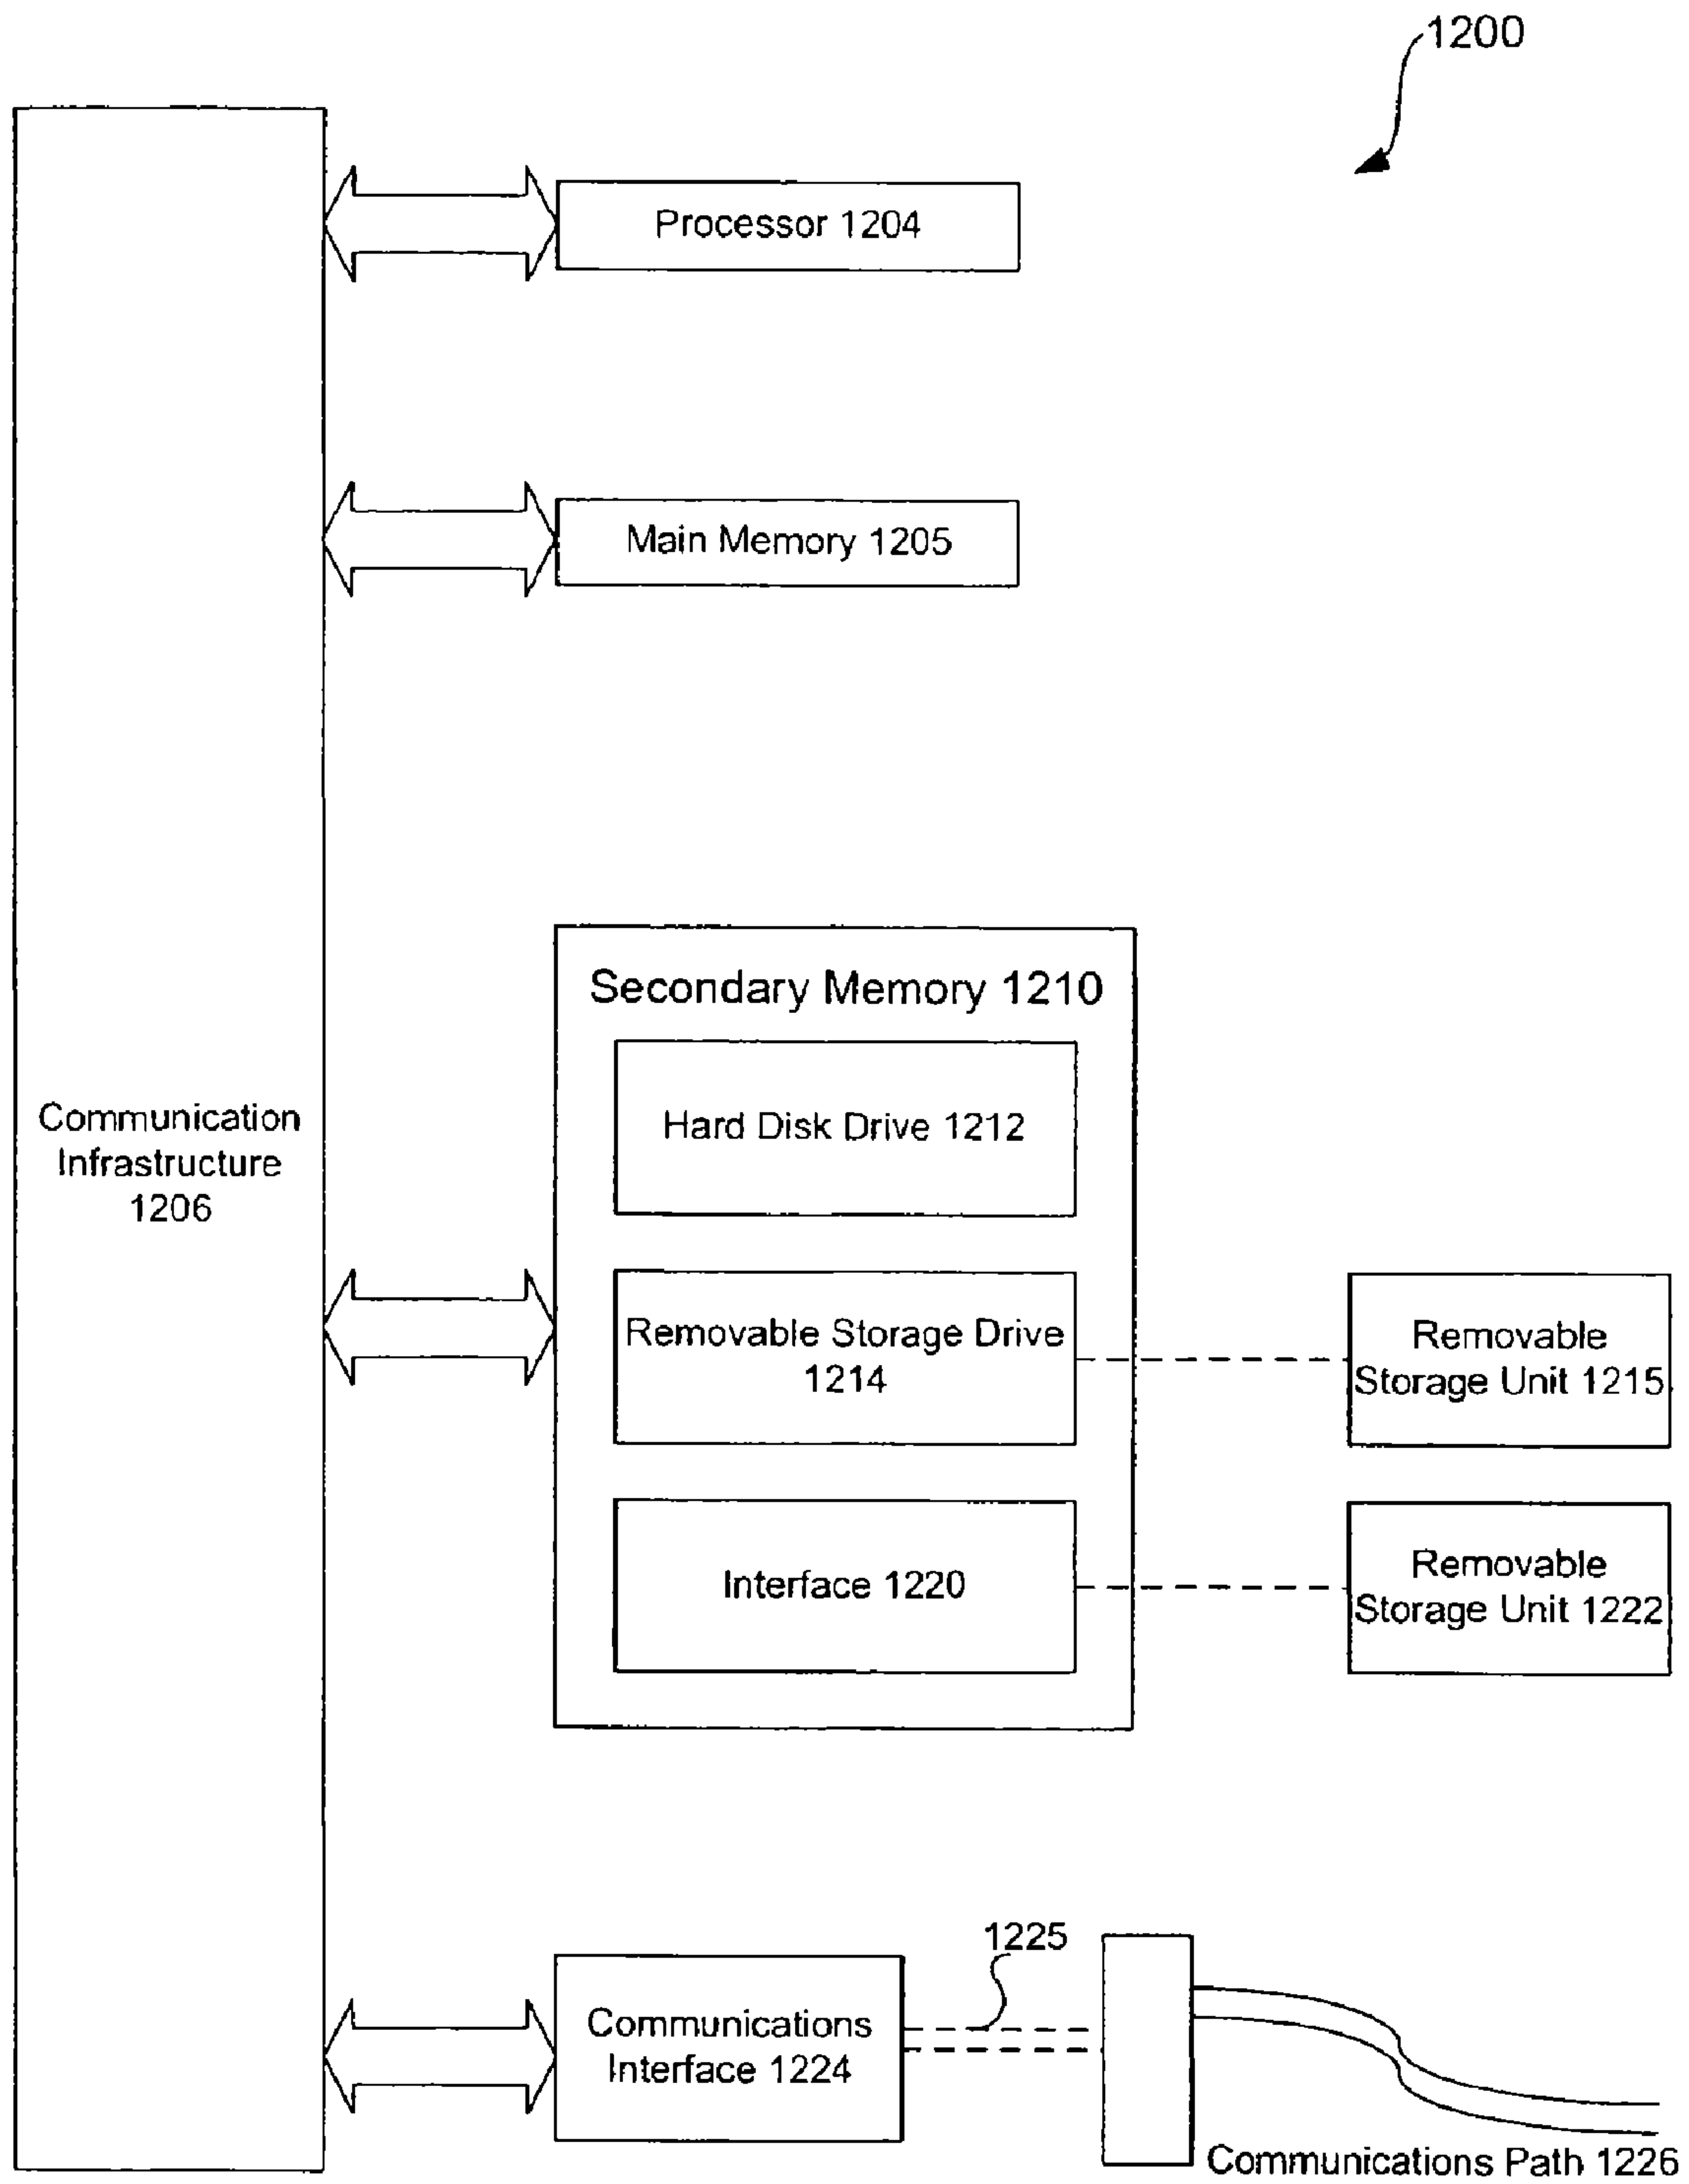 1200
Processor 1204
Main Memory 1205
Secondary Memory 1210
Hard Disk Drive 1212
Communication
Infrastructure
1206
Removable Storage Drive
1214
Removable
Storage Unit 1215
Interface 1220
Removable
Storage Unit 1222
1225
Communications
Interface 1224
Communications Path 1226